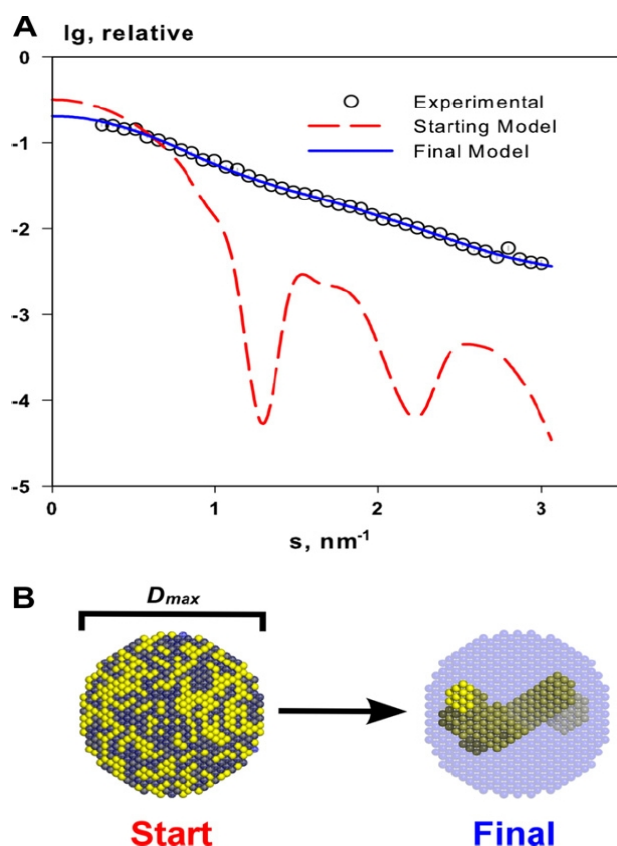 A
lg, relative
0
-1
-2
-3
-4
-5
Experimental
Starting Model
Final Model
0 1 2 3
s, nm-1
B
Dmax
Start Final